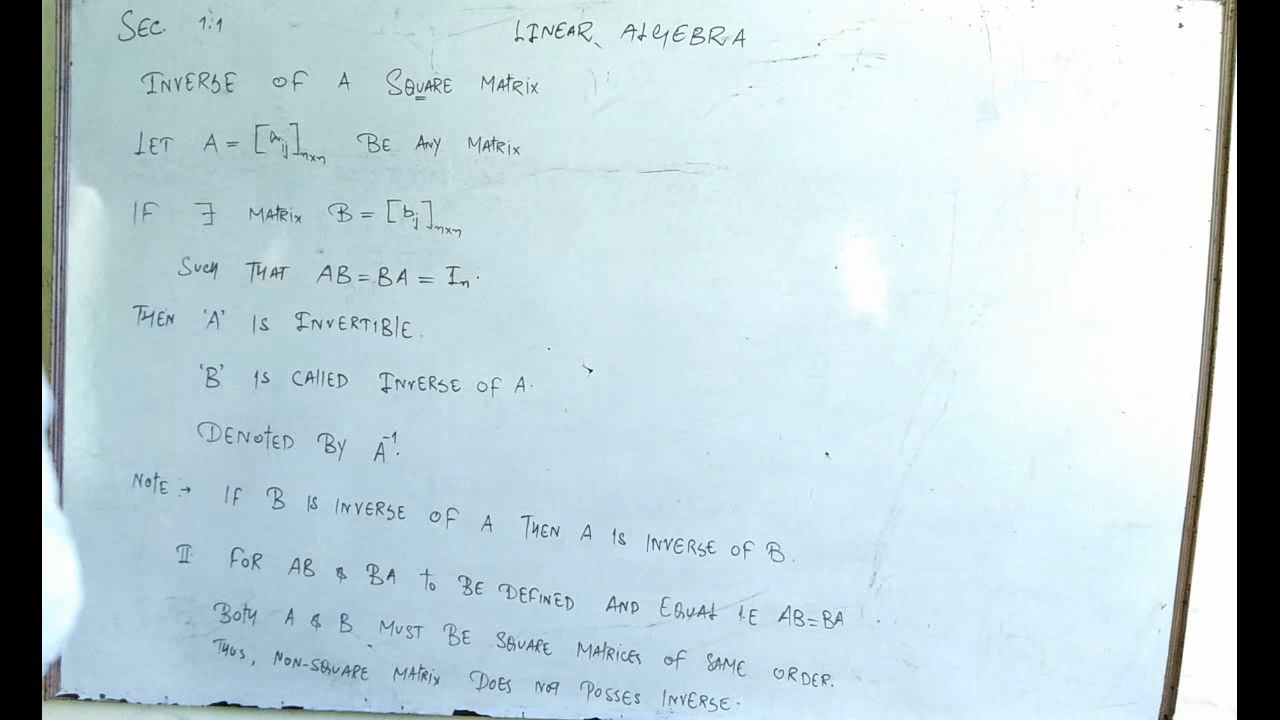 SEC. 1.1
LINEAR ALGEBRA
INVERSE OF A SQUARE MATRIX
LET A = [aij]n×n BE ANY MATRIX
IF ∃ MATRIX B = [bij]n×n
SUCH THAT AB = BA = In.
THEN 'A' IS INVERTIBLE.
'B' IS CALLED INVERSE OF A.
DENOTED BY A⁻¹.
NOTE :→ IF B IS INVERSE OF A THEN A IS INVERSE OF B.
II FOR AB & BA TO BE DEFINED AND EQUAL I.E AB=BA
BOTH A & B MUST BE SQUARE MATRICES OF SAME ORDER.
THUS, NON-SQUARE MATRIX DOES NOT POSSES INVERSE.